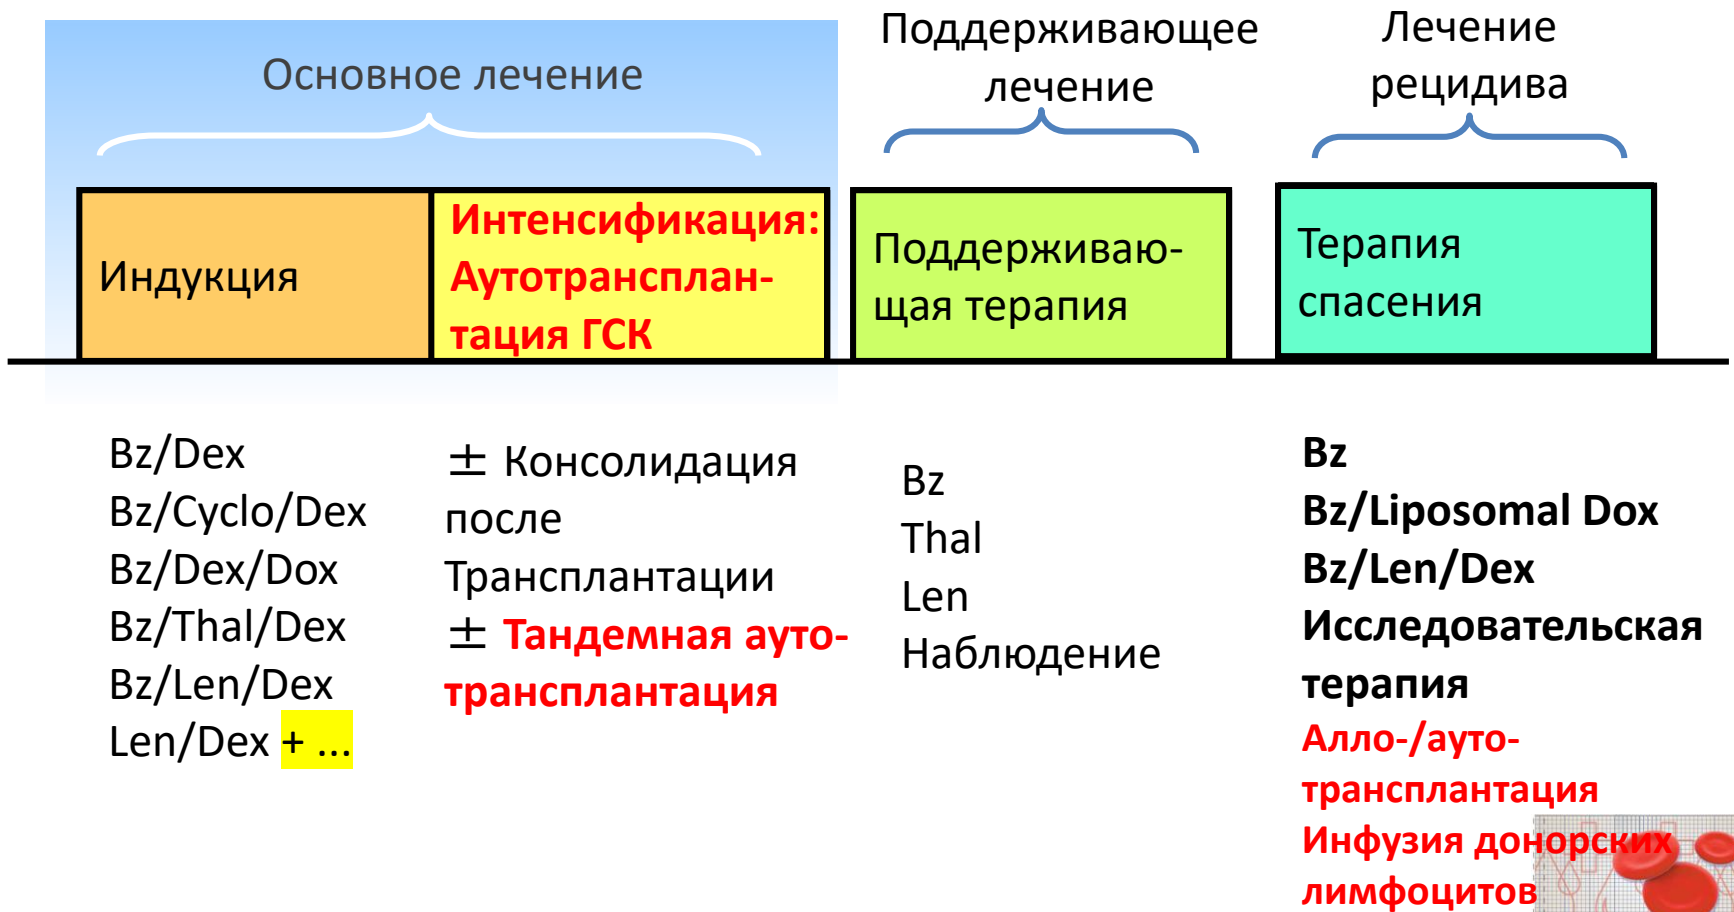 Основное лечение
Поддерживающее
лечение
Лечение
рецидива
Индукция
Интенсификация:
Аутотрансплан-
тация ГСК
Поддерживаю-
щая терапия
Терапия
спасения
Bz/Dex
Bz/Cyclo/Dex
Bz/Dex/Dox
Bz/Thal/Dex
Bz/Len/Dex
Len/Dex + ...
± Консолидация
после
Трансплантации
± Тандемная ауто-
трансплантация
Bz
Thal
Len
Наблюдение
Bz
Bz/Liposomal Dox
Bz/Len/Dex
Исследовательская
терапия
Алло-/ауто-
трансплантация
Инфузия донорских
лимфоцитов